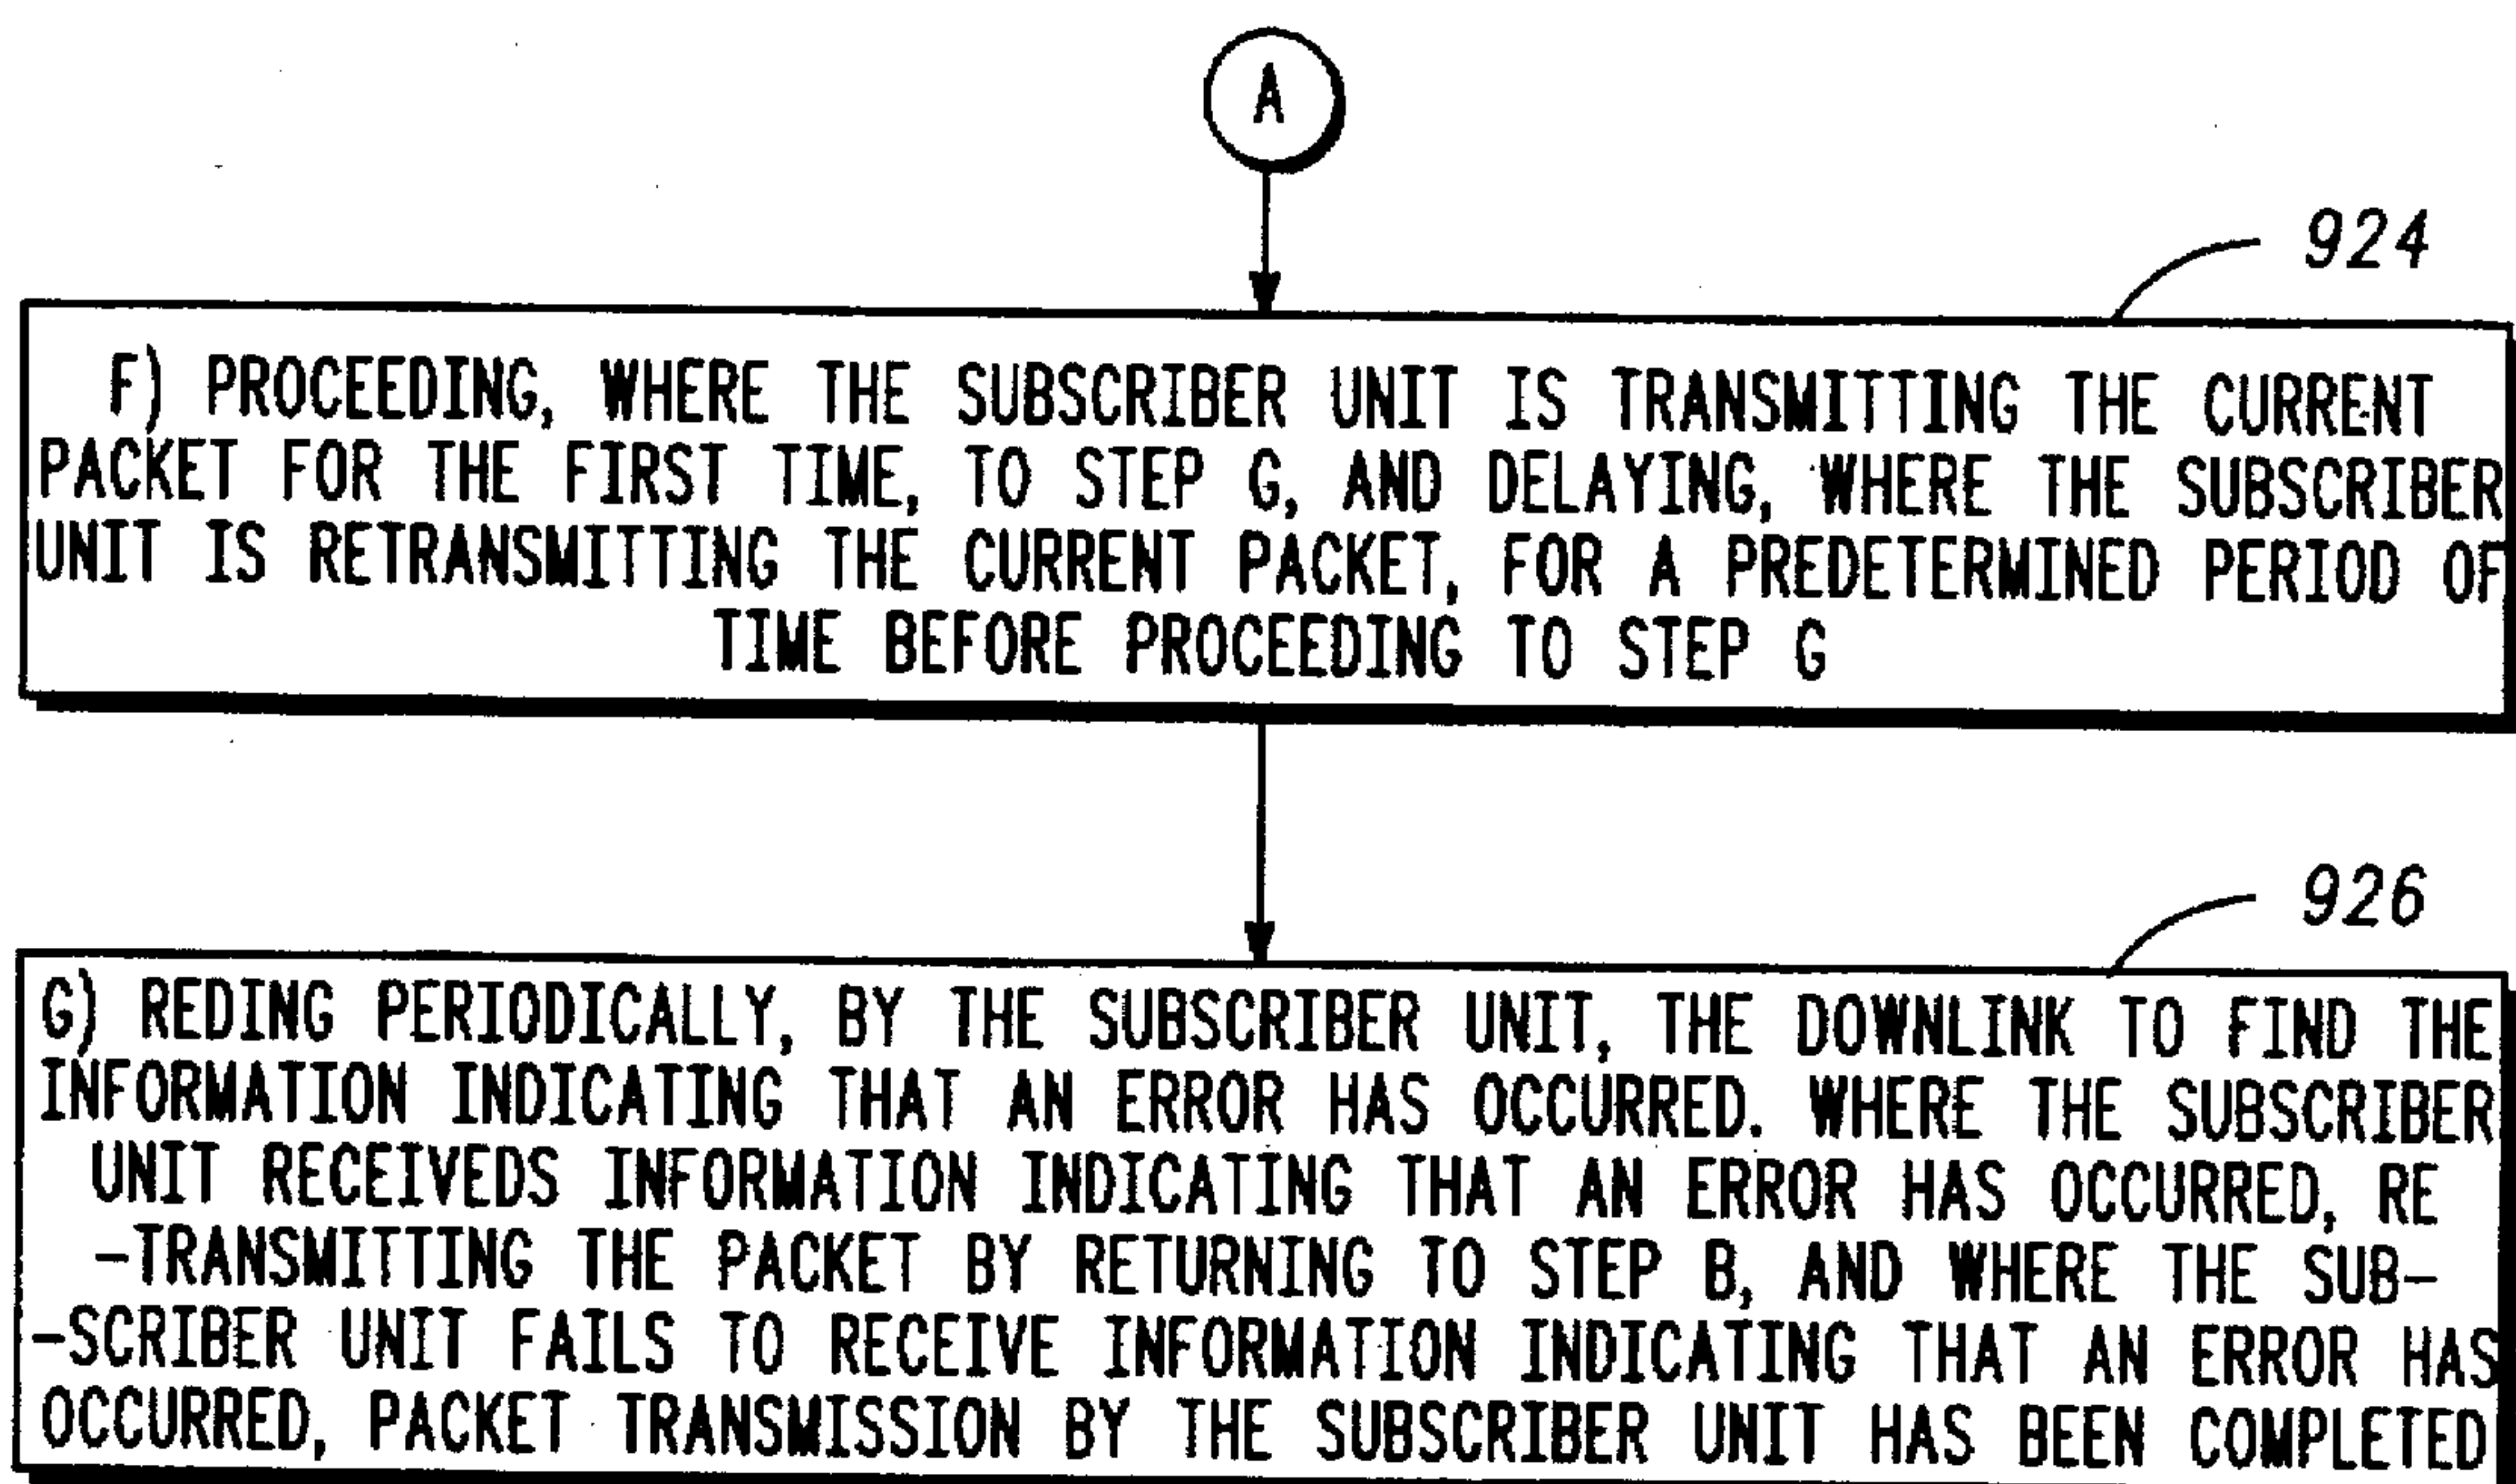 A
924
F) PROCEEDING, WHERE THE SUBSCRIBER UNIT IS TRANSMITTING THE CURRENT
PACKET FOR THE FIRST TIME, TO STEP G, AND DELAYING, WHERE THE SUBSCRIBER
UNIT IS RETRANSMITTING THE CURRENT PACKET, FOR A PREDETERMINED PERIOD OF
TIME BEFORE PROCEEDING TO STEP G
926
G) REDING PERIODICALLY, BY THE SUBSCRIBER UNIT, THE DOWNLINK TO FIND THE
INFORMATION INDICATING THAT AN ERROR HAS OCCURRED. WHERE THE SUBSCRIBER
UNIT RECEIVEDS INFORMATION INDICATING THAT AN ERROR HAS OCCURRED, RE
-TRANSMITTING THE PACKET BY RETURNING TO STEP B, AND WHERE THE SUB-
-SCRIBER UNIT FAILS TO RECEIVE INFORMATION INDICATING THAT AN ERROR HAS
OCCURRED, PACKET TRANSMISSION BY THE SUBSCRIBER UNIT HAS BEEN COMPLETED